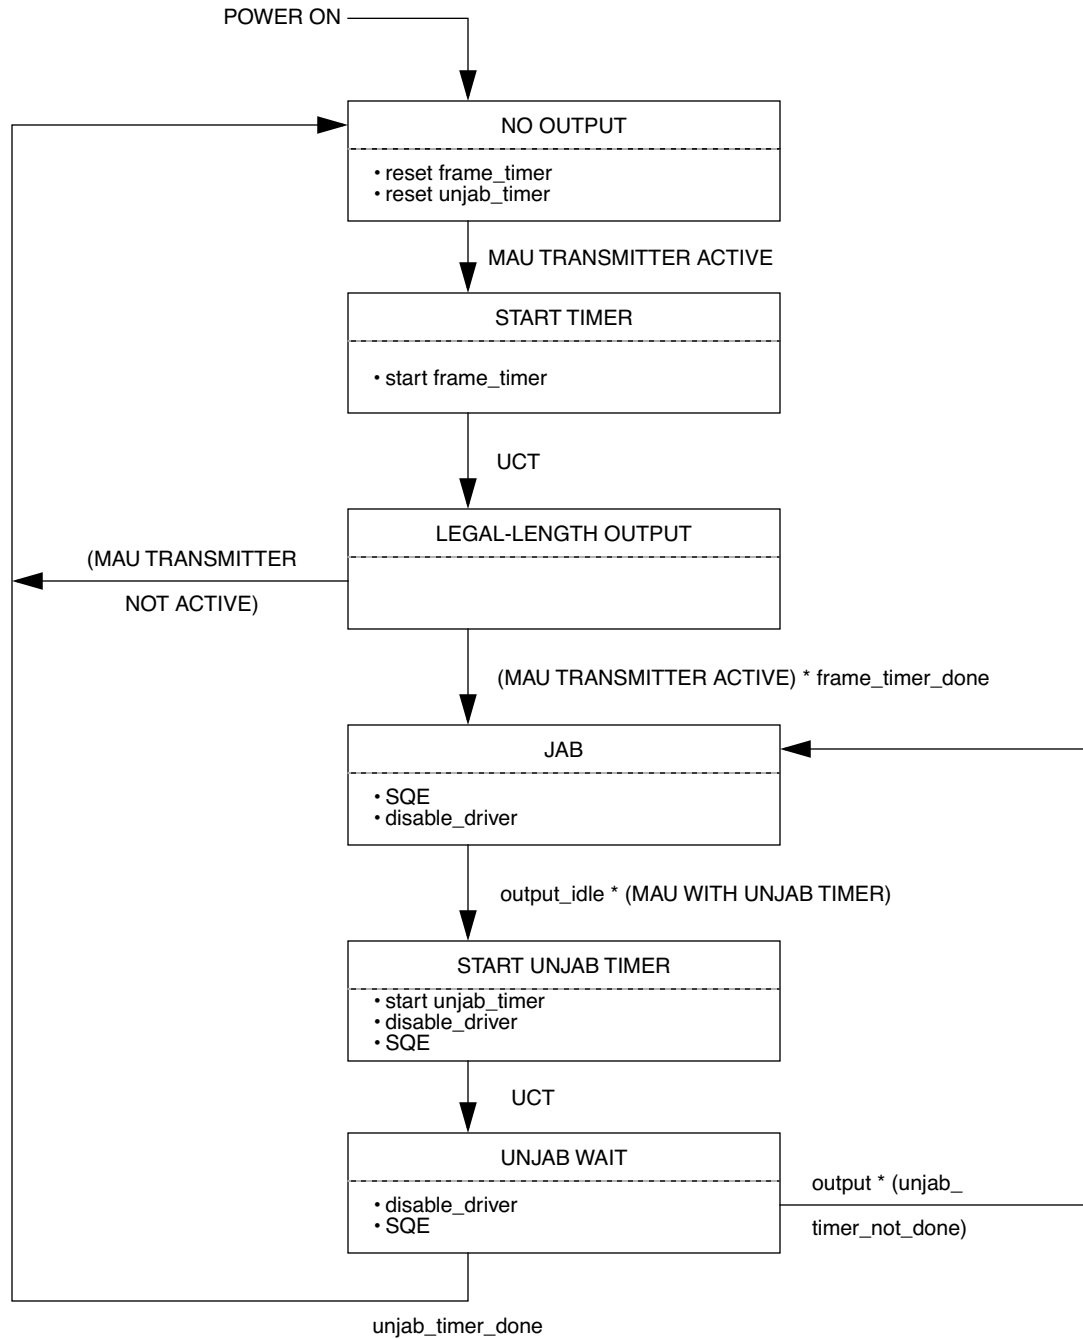 POWER ON
NO OUTPUT
• reset frame_timer
• reset unjab_timer
MAU TRANSMITTER ACTIVE
START TIMER
• start frame_timer
UCT
LEGAL-LENGTH OUTPUT
(MAU TRANSMITTER
NOT ACTIVE)
(MAU TRANSMITTER ACTIVE) * frame_timer_done
JAB
• SQE
• disable_driver
output_idle * (MAU WITH UNJAB TIMER)
START UNJAB TIMER
• start unjab_timer
• disable_driver
• SQE
UCT
UNJAB WAIT
• disable_driver
• SQE
output * (unjab_
timer_not_done)
unjab_timer_done